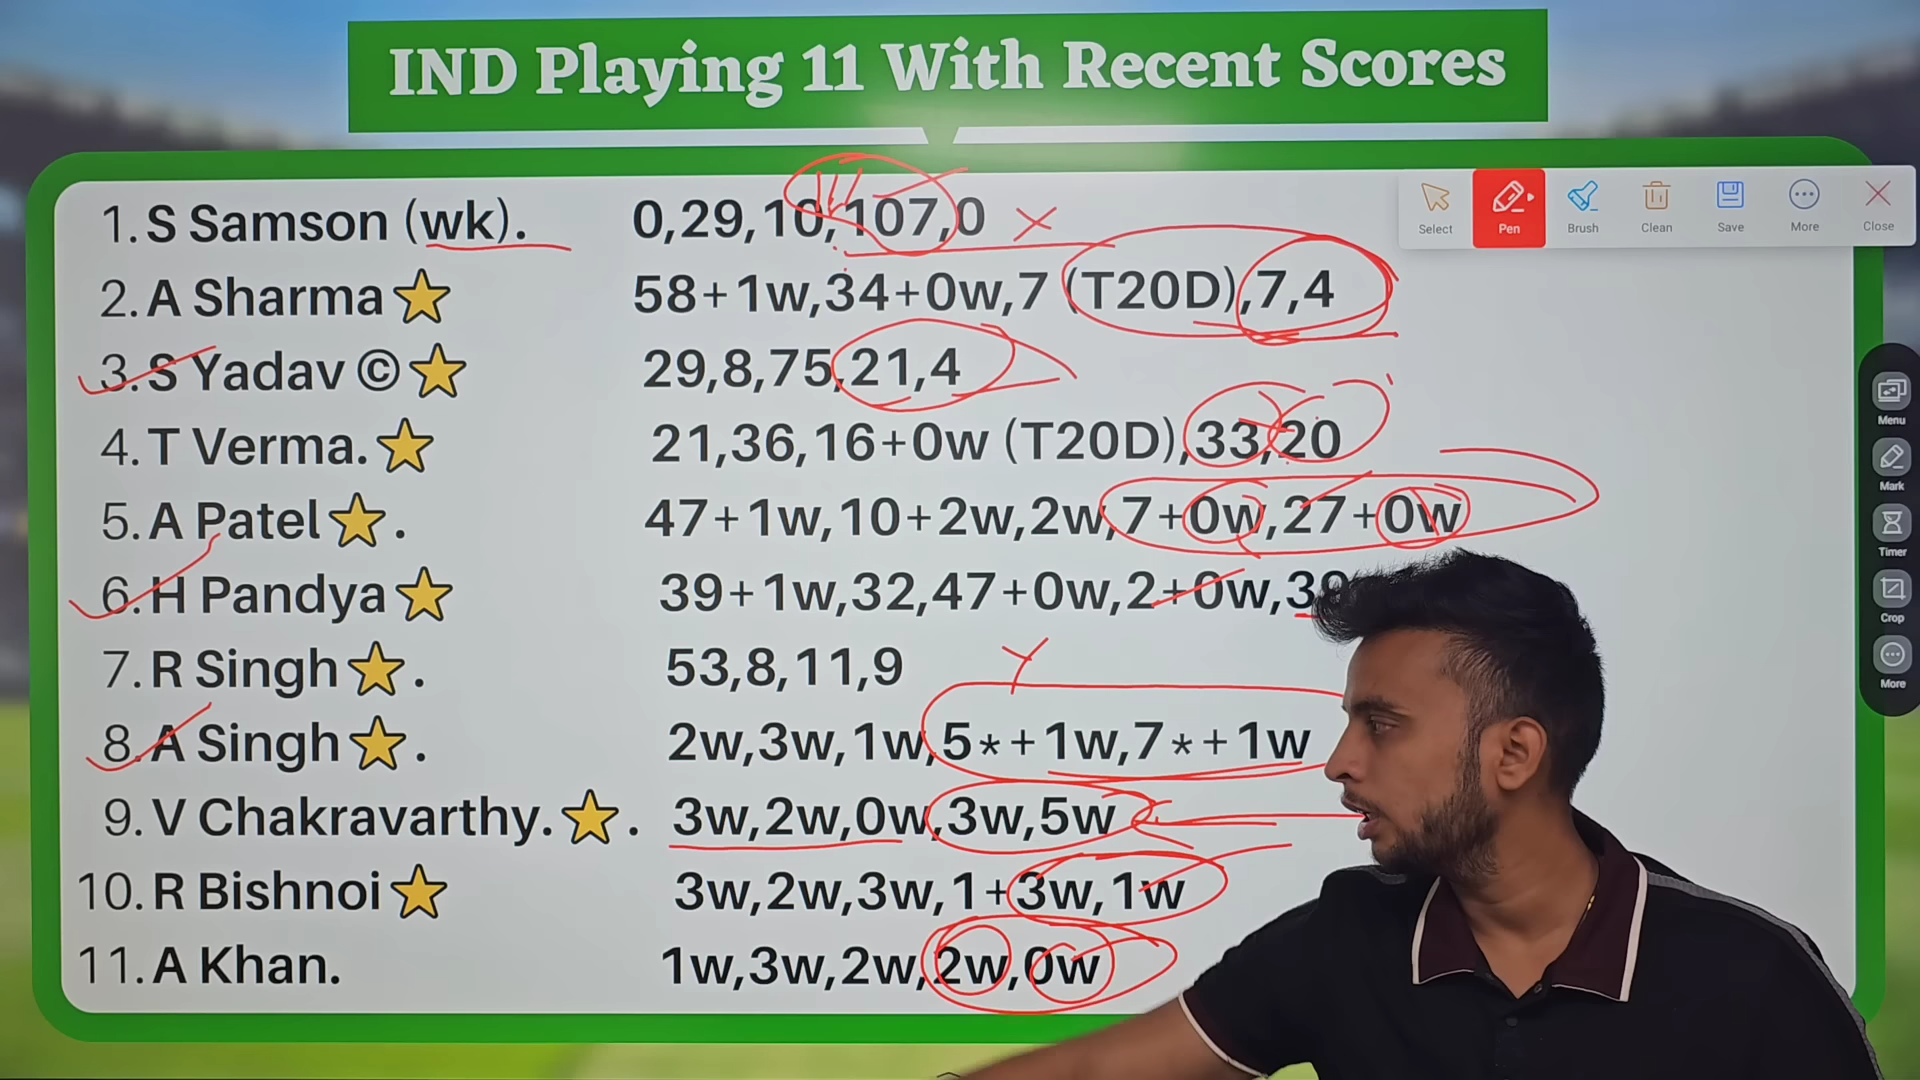 IND Playing 11 With Recent Scores
1. S Samson (wk). 0,29,10,107,0
2. A Sharma 58+1w,34+0w,7 (T20D),7,4
3. S Yadav © 29,8,75,21,4
4. T Verma. 21,36,16+0w (T20D),33,20
5. A Patel . 47+1w,10+2w,2w,7+0w,27+0w
6. H Pandya 39+1w,32,47+0w,2+0w,39
7. R Singh . 53,8,11,9
8. A Singh . 2w,3w,1w,5*+1w,7*+1w
9. V Chakravarthy. . 3w,2w,0w,3w,5w
10. R Bishnoi 3w,2w,3w,1+3w,1w
11. A Khan. 1w,3w,2w,2w,0w
Select Pen Brush Clean Save More Close
Menu
Mark
Timer
Crop
More